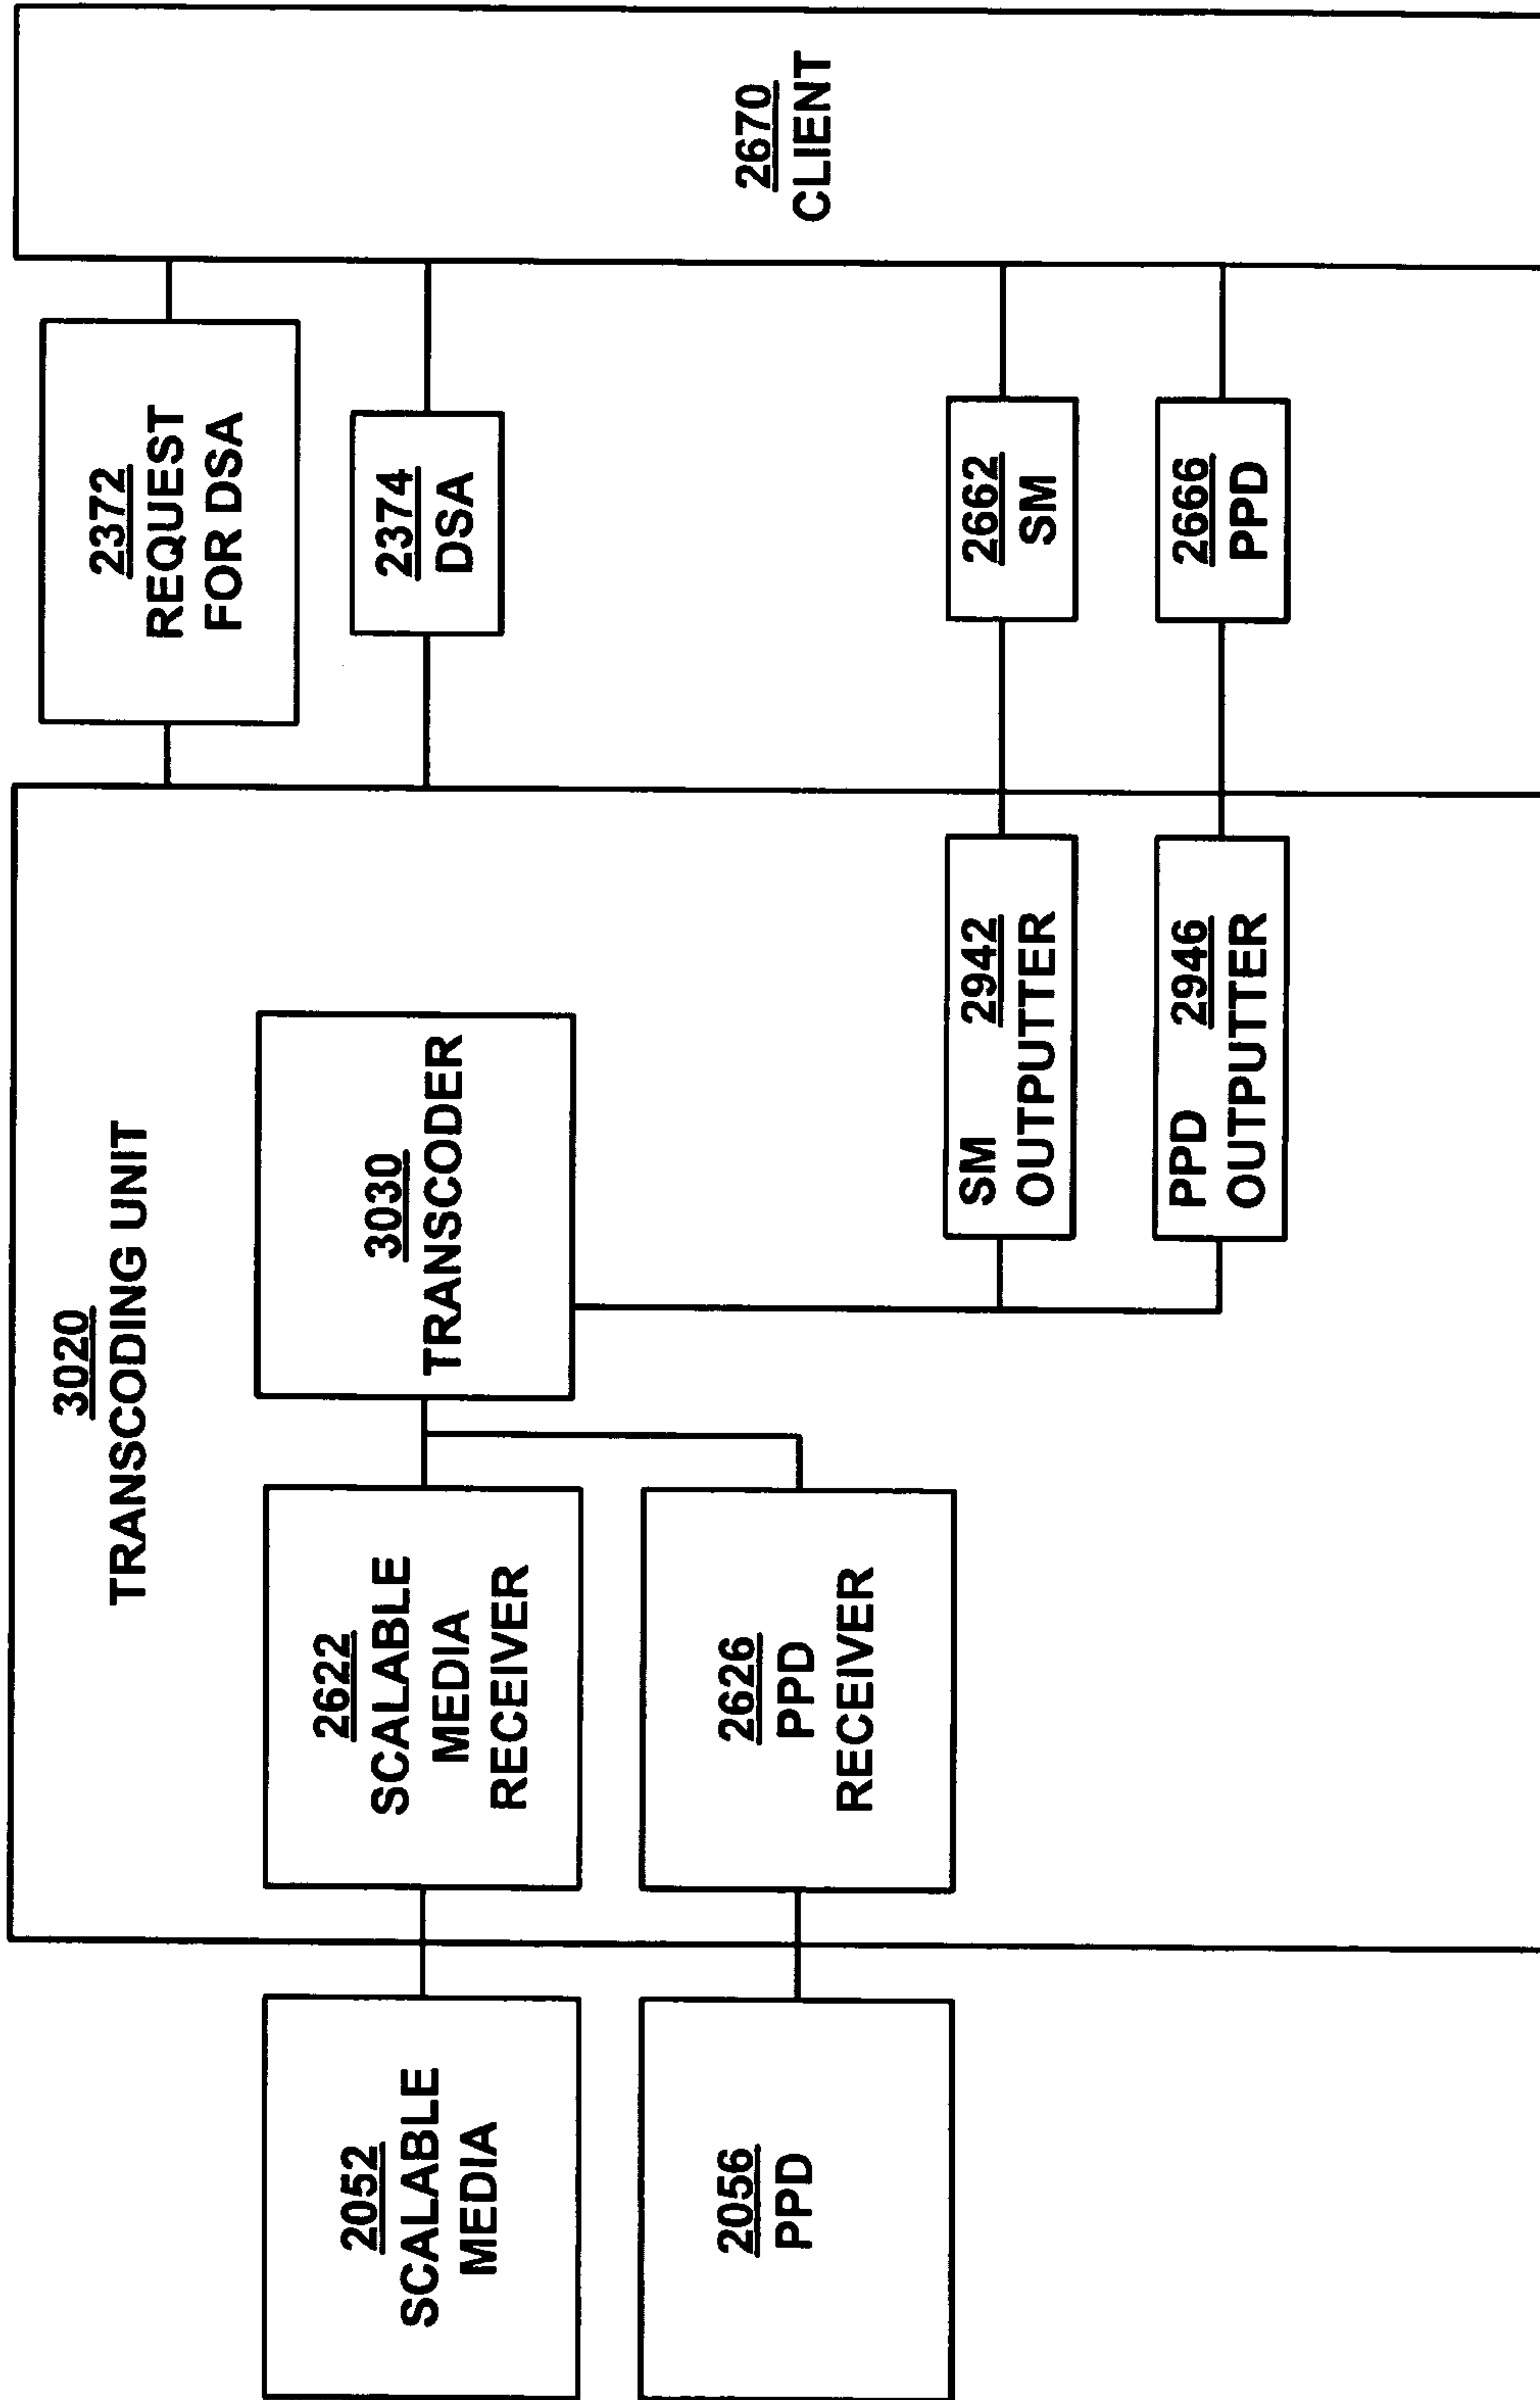 3020
TRANSCODING UNIT
2052
SCALABLE
MEDIA
2622
SCALABLE
MEDIA
RECEIVER
3030
TRANSCODER
2056
PPD
2626
PPD
RECEIVER
SM 2942
OUTPUTTER
PPD 2946
OUTPUTTER
2372
REQUEST
FOR DSA
2374
DSA
2662
SM
2666
PPD
2670
CLIENT